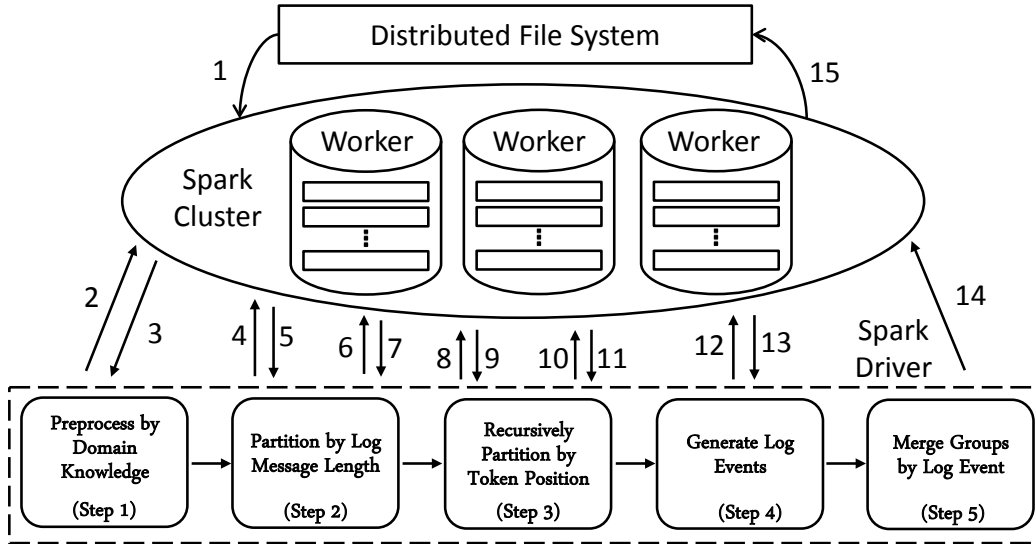 Distributed File System
1
15
Worker
Worker
Worker
Spark
Cluster
2
3
4
5
6
7
8
9
10
11
12
13
14
Spark
Driver
Preprocess by
Domain
Knowledge
(Step 1)
Partition by Log
Message Length
(Step 2)
Recursively
Partition by
Token Position
(Step 3)
Generate Log
Events
(Step 4)
Merge Groups
by Log Event
(Step 5)